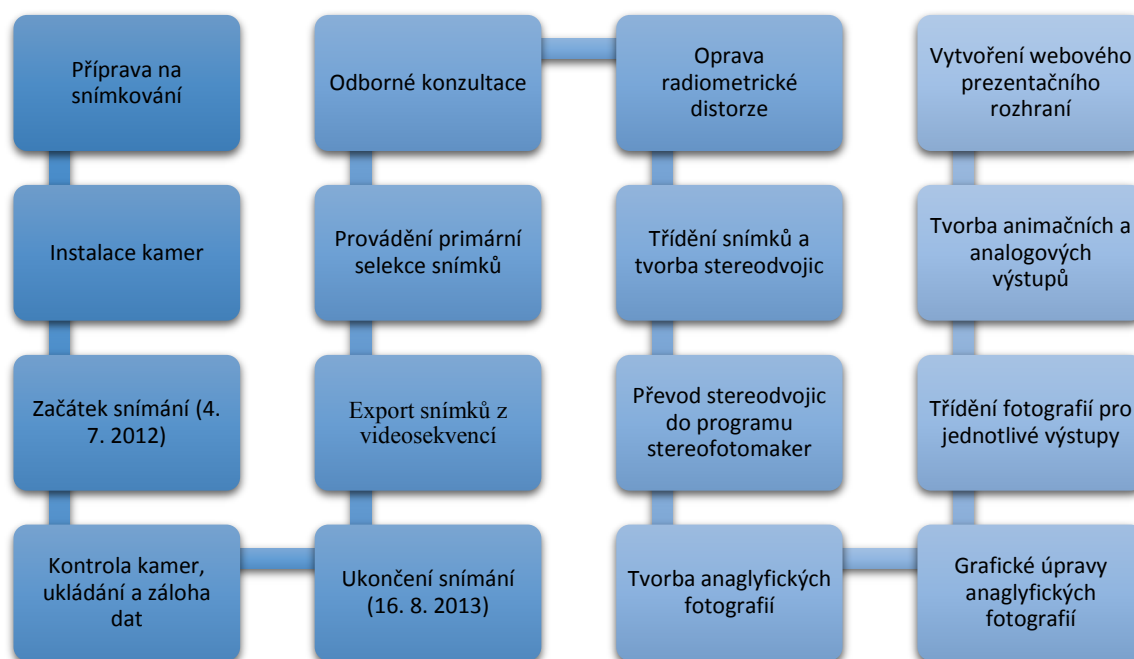 Příprava na
snímkování
Instalace kamer
Začátek snímání (4.
7. 2012)
Kontrola kamer,
ukládání a záloha
dat
Ukončení snímání
(16. 8. 2013)
Export snímků z
videosekvencí
Provádění primární
selekce snímků
Odborné konzultace
Oprava
radiometrické
distorze
Třídění snímků a
tvorba stereodvojic
Převod stereodvojic
do programu
stereofotomaker
Tvorba anaglyfických
fotografií
Grafické úpravy
anaglyfických
fotografií
Třídění fotografií pro
jednotlivé výstupy
Tvorba animačních a
analogových
výstupů
Vytvoření webového
prezentačního
rozhraní